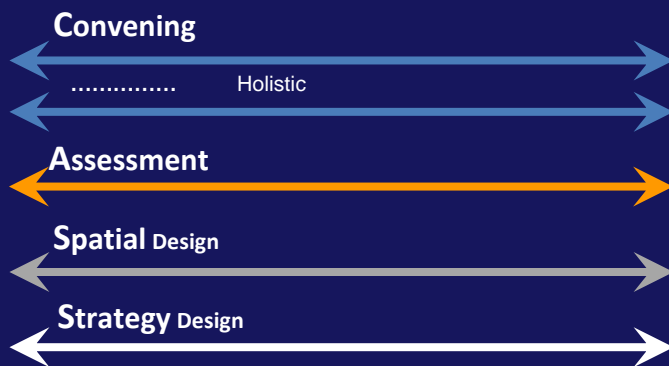 Convening
............... Holistic
Assessment
Spatial Design
Strategy Design